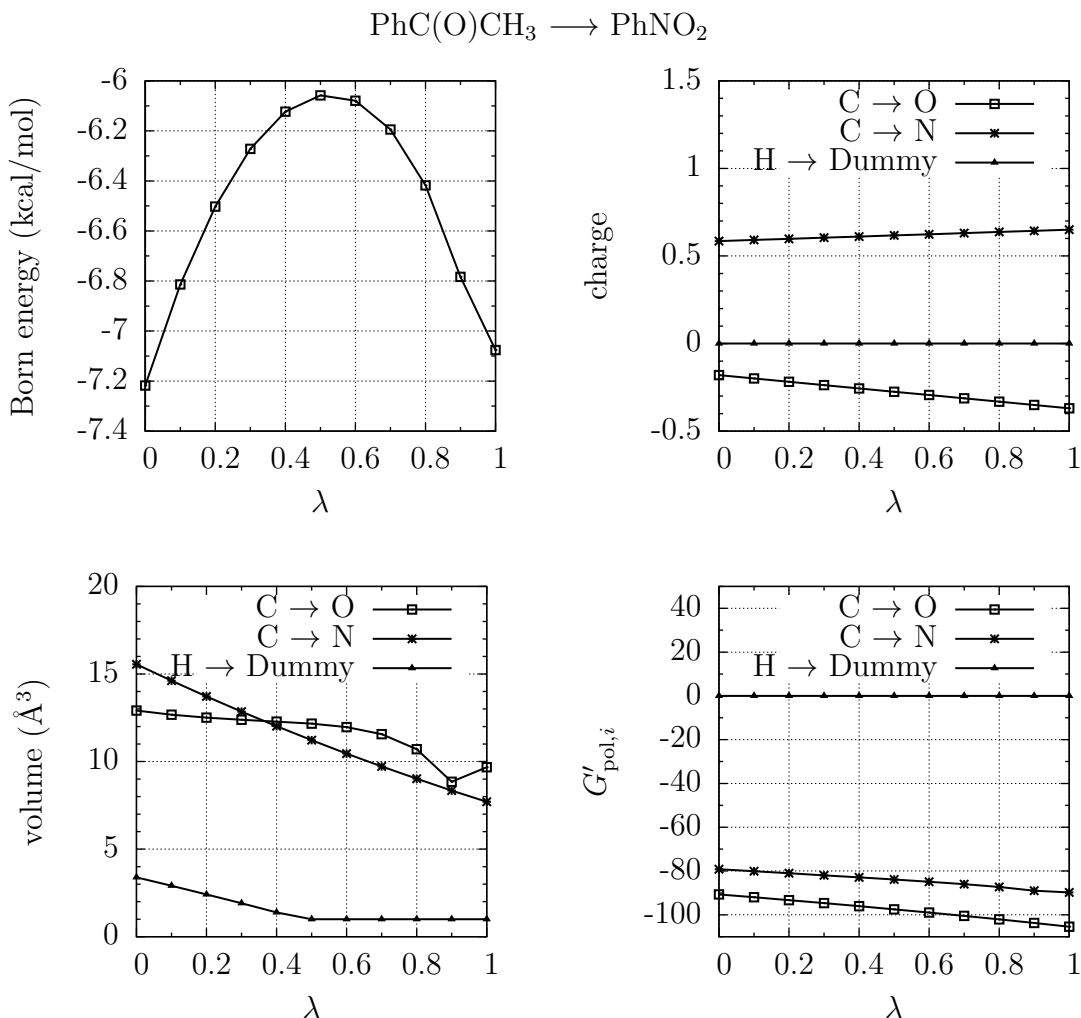 PhC(O)CH₃ ⟶ PhNO₂
Born energy (kcal/mol)
-6
-6.2
-6.4
-6.6
-6.8
-7
-7.2
-7.4
0 0.2 0.4 0.6 0.8 1
λ
charge
1.5
1
0.5
0
-0.5
C → O
C → N
H → Dummy
0 0.2 0.4 0.6 0.8 1
λ
volume (Å³)
20
15
10
5
0
C → O
C → N
H → Dummy
0 0.2 0.4 0.6 0.8 1
λ
G′pol,i
40
20
0
-20
-40
-60
-80
-100
C → O
C → N
H → Dummy
0 0.2 0.4 0.6 0.8 1
λ